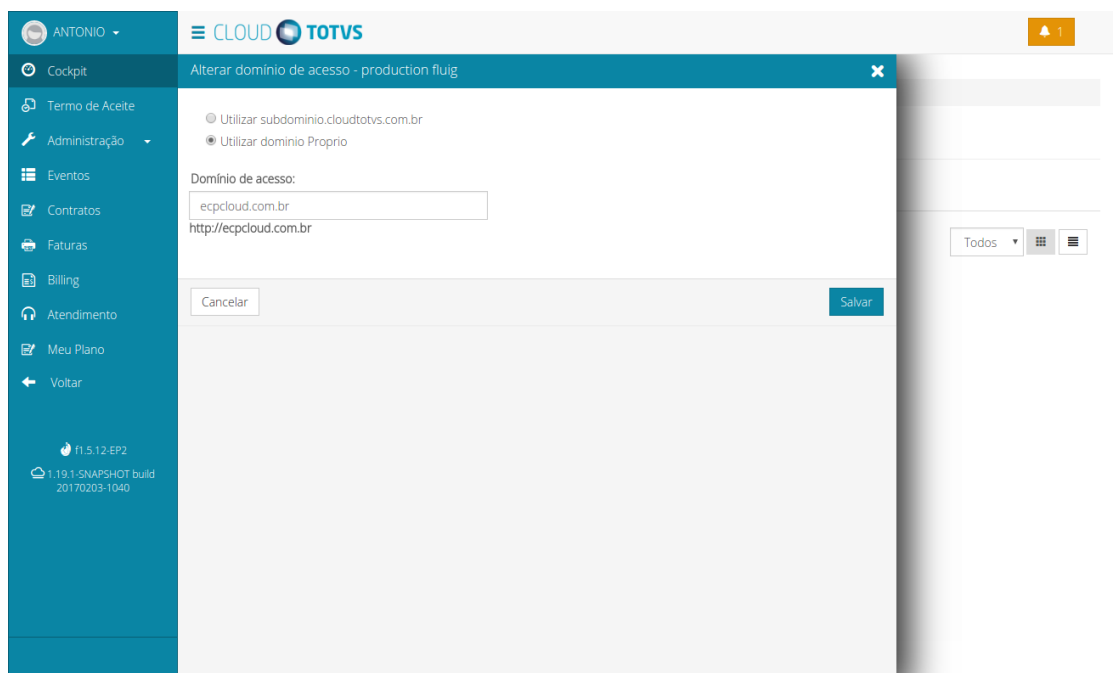 ANTONIO
CLOUD TOTVS
1
Cockpit
Termo de Aceite
Administração
Eventos
Contratos
Faturas
Billing
Atendimento
Meu Plano
Voltar
f1.5.12-EP2
1.19.1-SNAPSHOT build
20170203-1040
Alterar domínio de acesso - production fluig
Utilizar subdominio.cloudtotvs.com.br
Utilizar dominio Proprio
Domínio de acesso:
ecpcloud.com.br
http://ecpcloud.com.br
Cancelar
Salvar
Todos